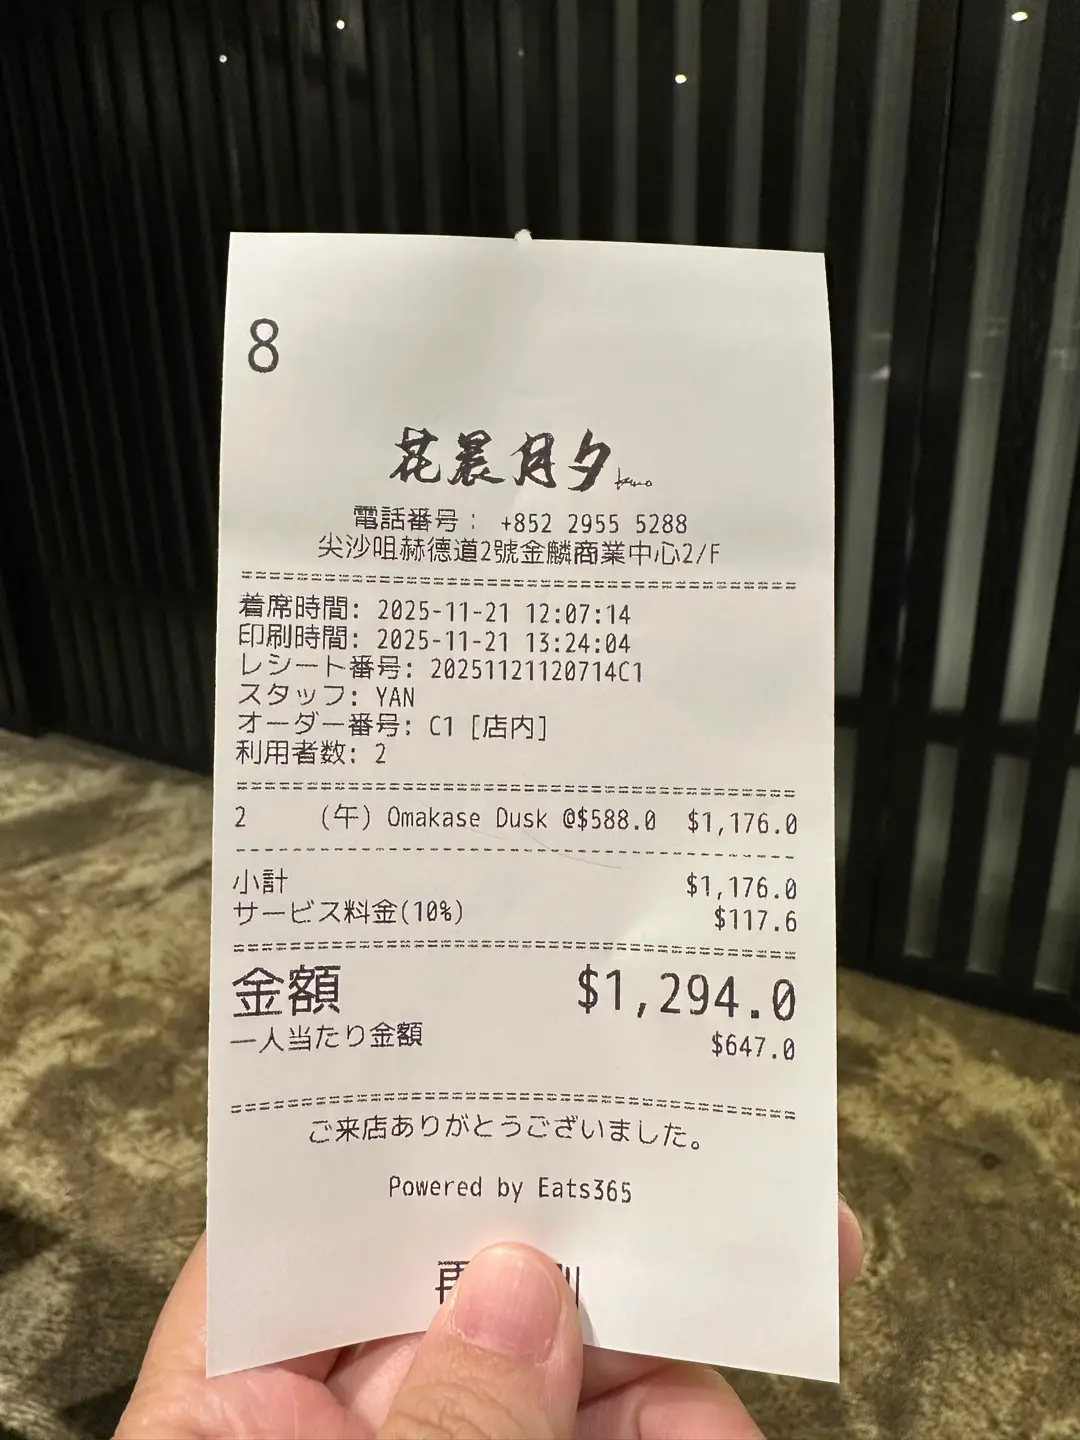 8
花晨月夕
電話番号： +852 2955 5288
尖沙咀赫德道2號金麟商業中心2/F
着席時間: 2025-11-21 12:07:14
印刷時間: 2025-11-21 13:24:04
レシート番号: 20251121120714C1
スタッフ: YAN
オーダー番号: C1 [店内]
利用者数: 2
2 (午) Omakase Dusk @$588.0 $1,176.0
小計 $1,176.0
サービス料金(10%) $117.6
金額 $1,294.0
一人当たり金額 $647.0
ご来店ありがとうございました。
Powered by Eats365